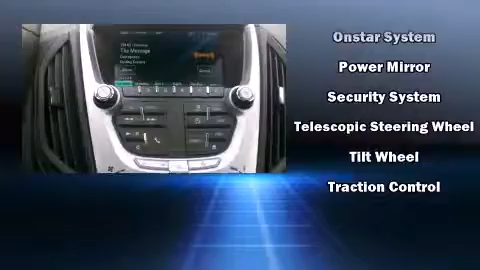 Onstar System
Power Mirror
Security System
Telescopic Steering Wheel
Tilt Wheel
Traction Control